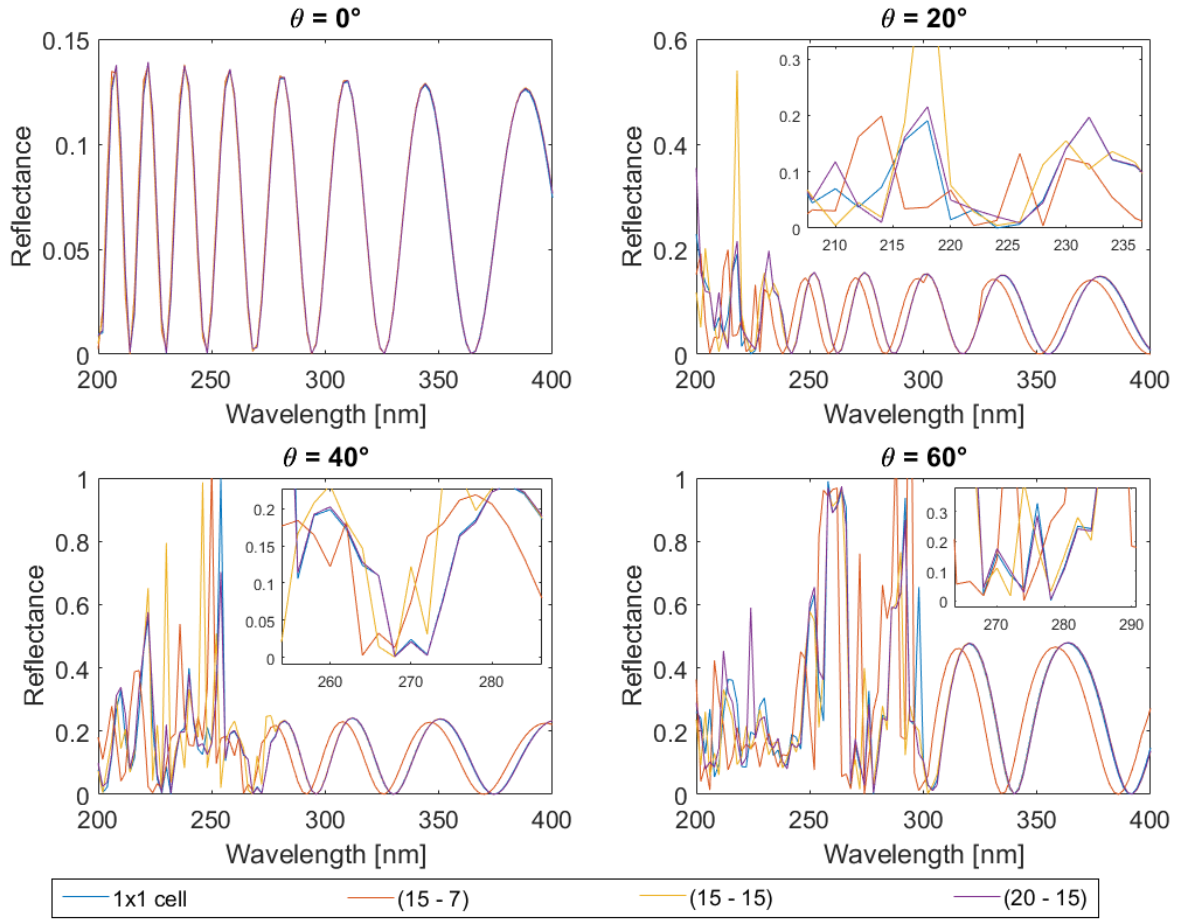 θ = 0°
0.15
0.1
0.05
0
Reflectance
200 250 300 350 400
Wavelength [nm]
θ = 20°
0.6
0.4
0.2
0
Reflectance
0.3
0.2
0.1
0
210 215 220 225 230 235
200 250 300 350 400
Wavelength [nm]
θ = 40°
1
0.8
0.6
0.4
0.2
0
Reflectance
0.2
0.15
0.1
0.05
0
260 270 280
200 250 300 350 400
Wavelength [nm]
θ = 60°
1
0.8
0.6
0.4
0.2
0
Reflectance
0.3
0.2
0.1
0
270 280 290
200 250 300 350 400
Wavelength [nm]
1x1 cell (15 - 7) (15 - 15) (20 - 15)